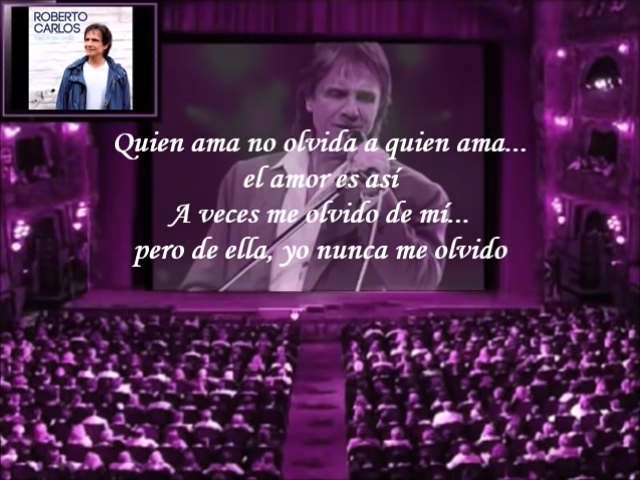 ROBERTO
CARLOS
Quien ama no olvida a quien ama...
el amor es así
A veces me olvido de mí...
pero de ella, yo nunca me olvido